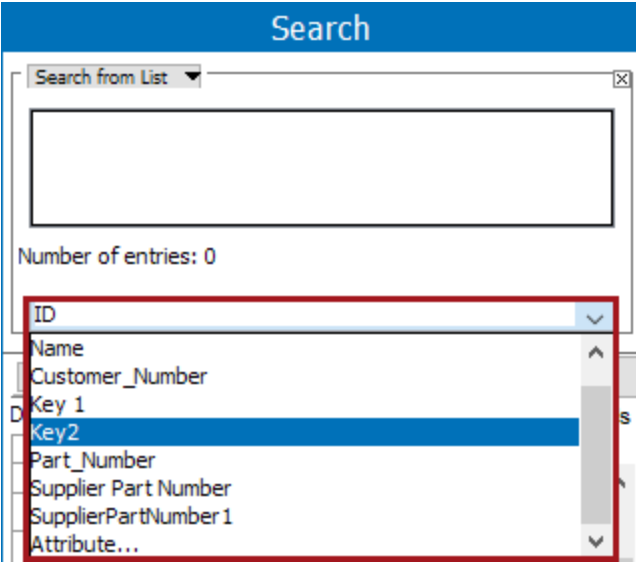 Search
Search from List
Number of entries: 0
ID
Name
Customer_Number
Key 1
D
Key2
s
Part_Number
Supplier Part Number
SupplierPartNumber1
Attribute...